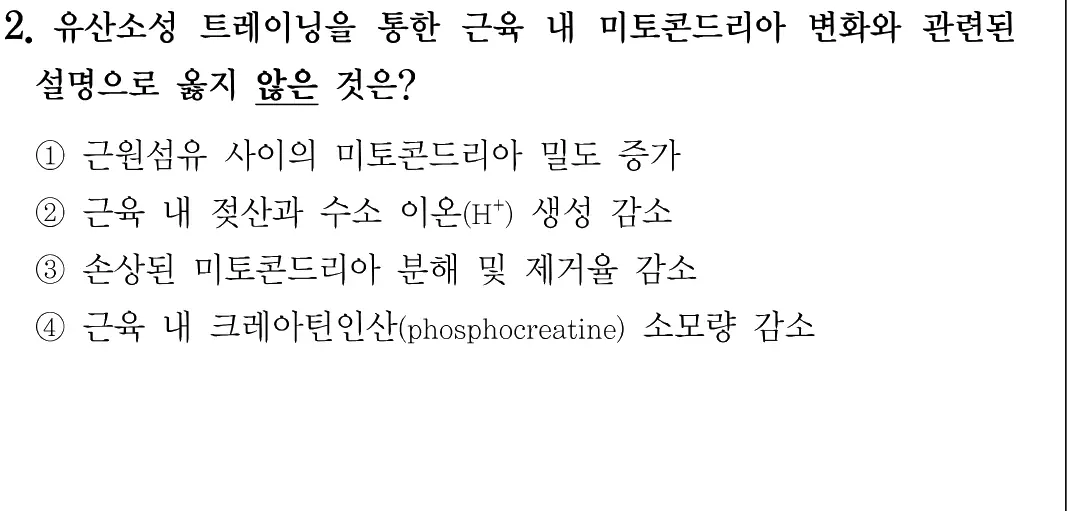 2. 유산소성 트레이닝을 통한 근육 내 미토콘드리아 변화와 관련된
설명으로 옳지 않은 것은?
① 근원섬유 사이의 미토콘드리아 밀도 증가
② 근육 내 젖산과 수소 이온(H⁺) 생성 감소
③ 손상된 미토콘드리아 분해 및 제거율 감소
④ 근육 내 크레아틴인산(phosphocreatine) 소모량 감소